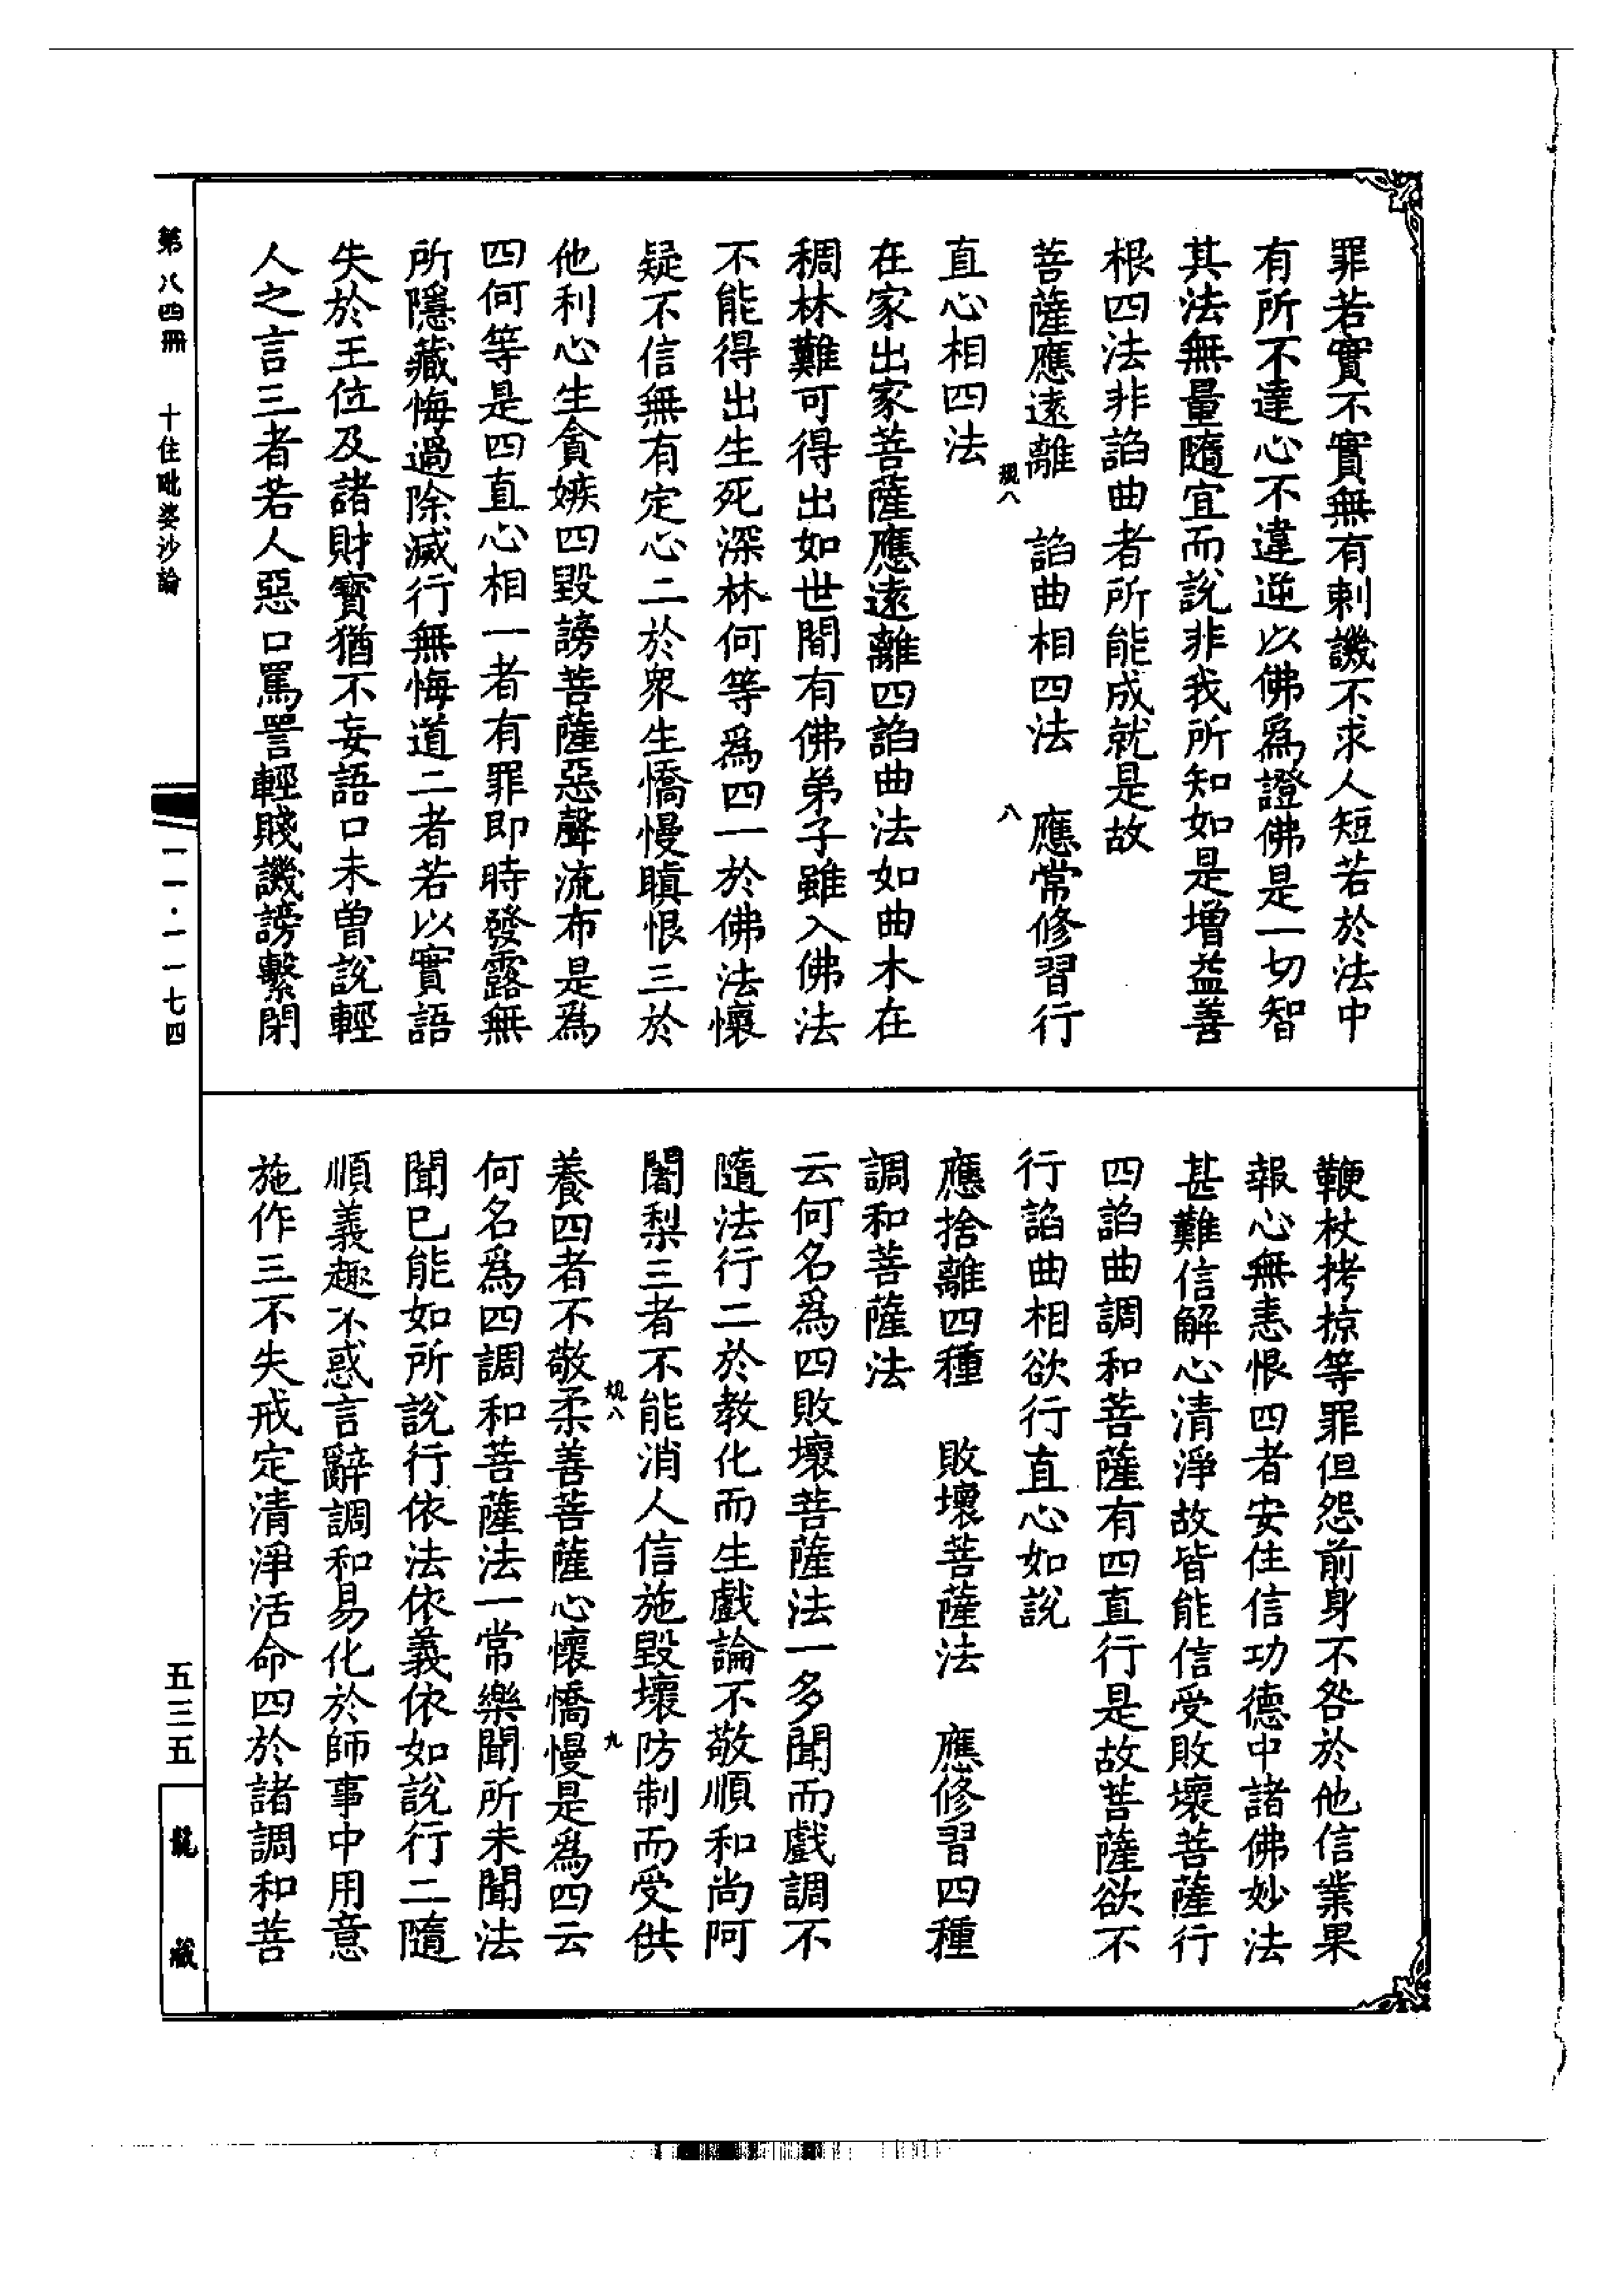 罪若實不實無有刺譏不求人短若於法中
有所不達心不違逆以佛爲證佛是一切智
其法無量隨宜而說非我所知如是增益善
根四法非諂曲者所能成就是故
菩薩應遠離　諂曲相四法　應常修習行
規八　八
直心相四法
在家出家菩薩應遠離四諂曲法如曲木在
稠林難可得出如世間有佛弟子雖入佛法
不能得出生死深林何等爲四一於佛法懷
疑不信無有定心二於眾生憍慢瞋恨三於
他利心生貪嫉四毀謗菩薩惡聲流布是爲
四何等是四直心相一者有罪即時發露無
所隱藏悔過除滅行無悔道二者若以實語
失於王位及諸財寶猶不妄語口未曾說輕
人之言三者若人惡口罵詈輕賤譏謗繫閉
鞭杖拷掠等罪但怨前身不咎於他信業果
報心無恚恨四者安住信功德中諸佛妙法
甚難信解心清淨故皆能信受敗壞菩薩行
四諂曲調和菩薩有四直行是故菩薩欲不
行諂曲相欲行直心如說
應捨離四種　敗壞菩薩法　應修習四種
調和菩薩法
云何名爲四敗壞菩薩法一多聞而戲調不
隨法行二於教化而生戲論不敬順和尚阿
闍梨三者不能消人信施毀壞防制而受供
規八　九
養四者不敬柔善菩薩心懷憍慢是爲四云
何名爲四調和菩薩法一常樂聞所未聞法
聞已能如所說行依法依義依如說行二隨
順義趣不惑言辭調和易化於師事中用意
施作三不失戒定清淨活命四於諸調和菩
第八四冊　十住毗婆沙論　一一·一一七四
五三五　龍藏